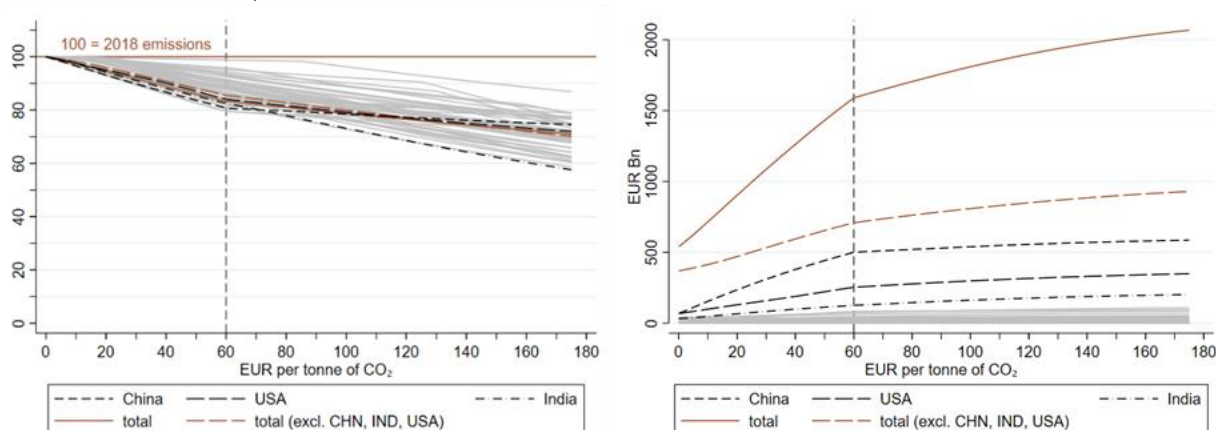 100 = 2018 emissions
100
80
60
40
20
0
0 20 40 60 80 100 120 140 160 180
EUR per tonne of CO₂
China USA India
total total (excl. CHN, IND, USA)
2000
1500
1000
500
0
EUR Bn
0 20 40 60 80 100 120 140 160 180
EUR per tonne of CO₂
China USA India
total total (excl. CHN, IND, USA)